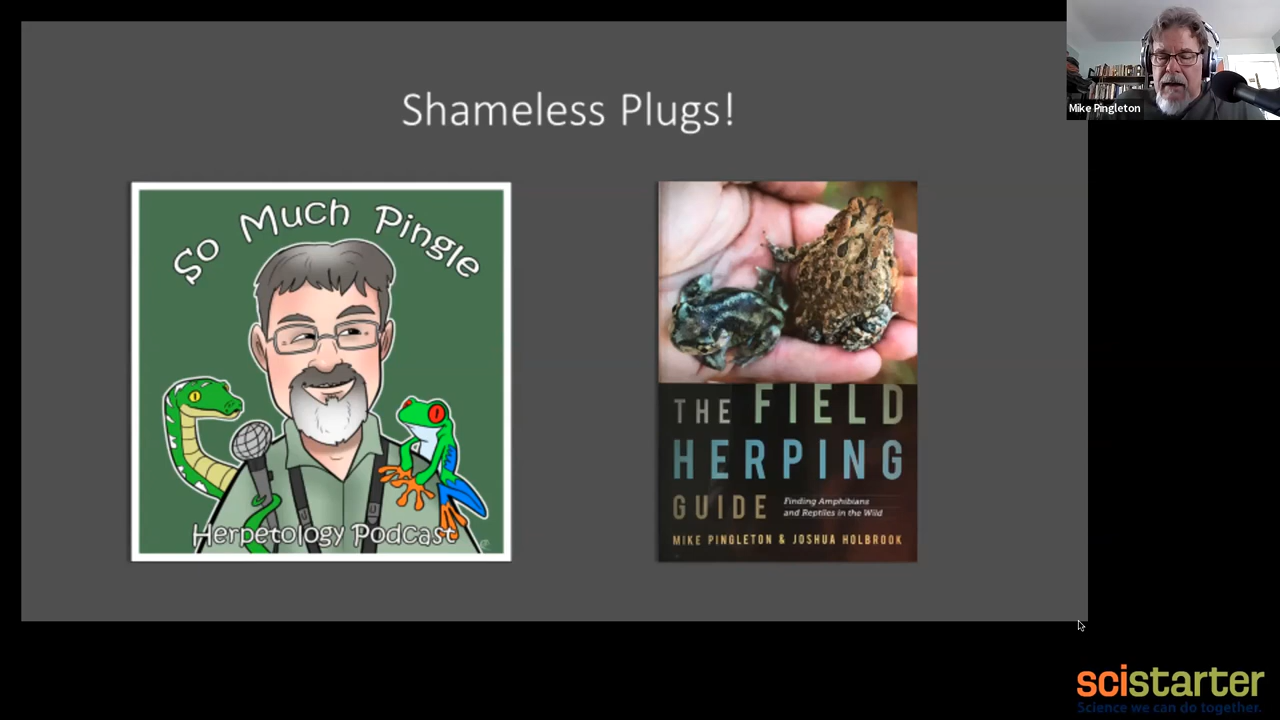 Shameless Plugs!
Mike Pingleton
So Much Pingle
Herpetology Podcast
THE FIELD
HERPING
GUIDE
Finding Amphibians
and Reptiles in the Wild
MIKE PINGLETON & JOSHUA HOLBROOK
scistarter
Science we can do together.